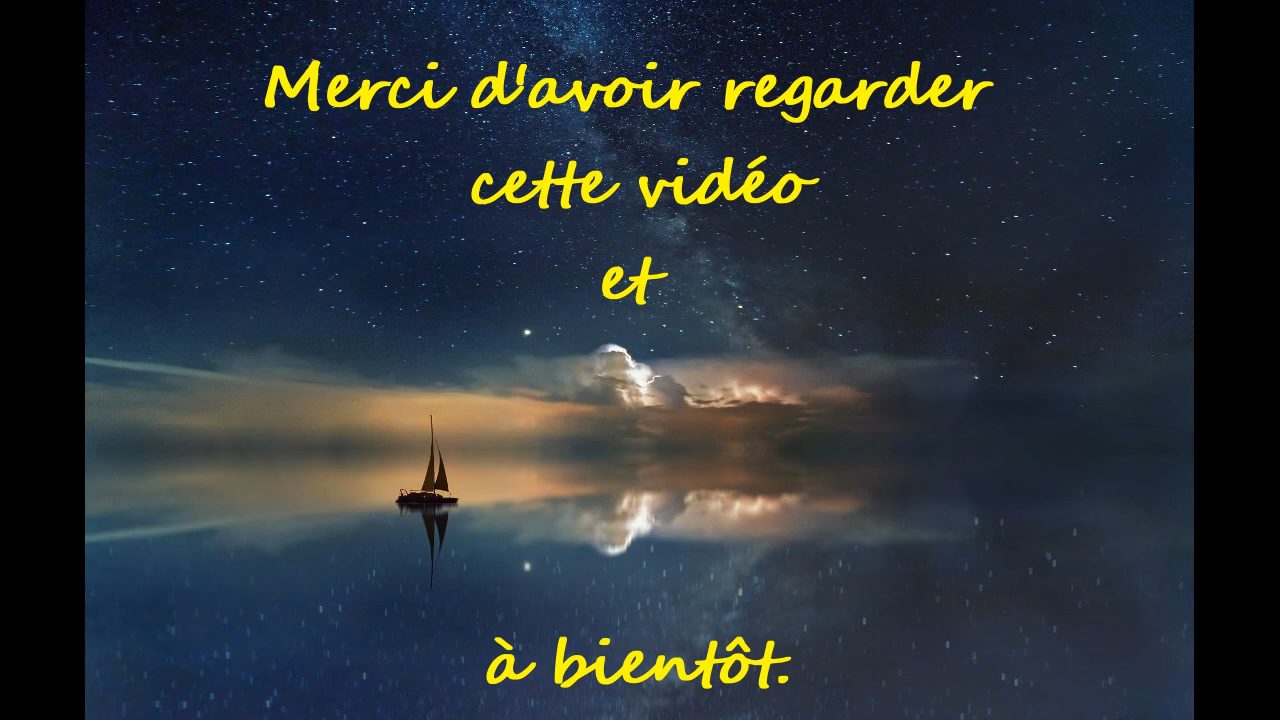 Merci d'avoir regarder
cette vidéo
et
à bientôt.